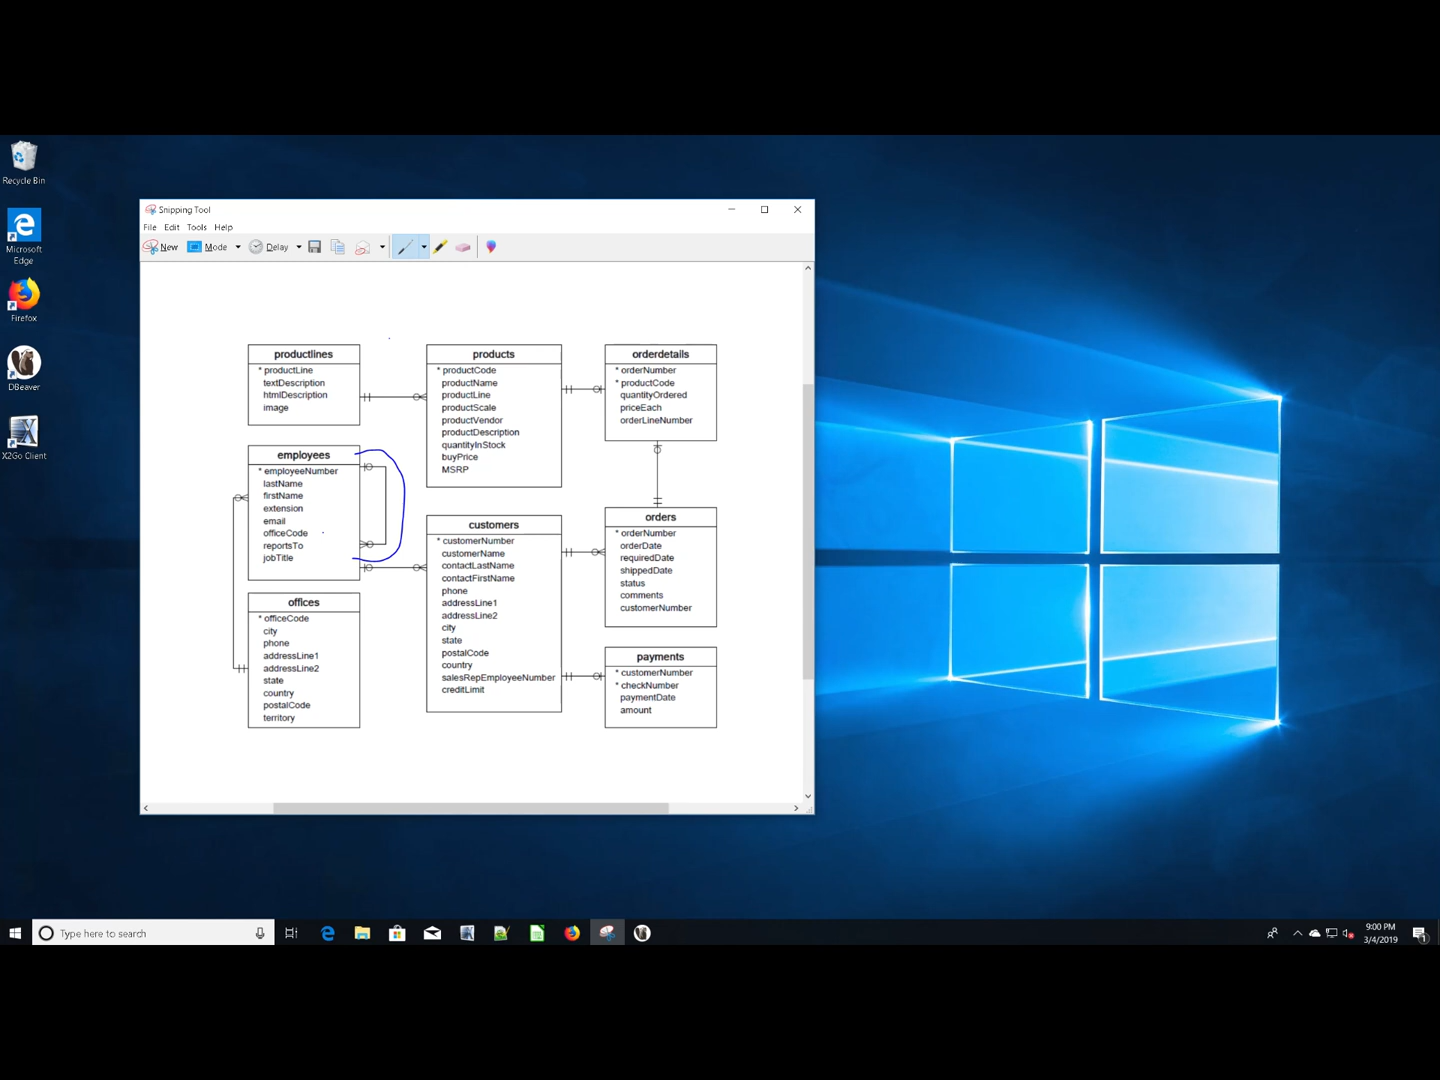 Recycle Bin
Microsoft
Edge
Firefox
DBeaver
X2Go Client
Snipping Tool
File Edit Tools Help
New Mode Delay
productlines
* productLine
textDescription
htmlDescription
image
products
* productCode
productName
productLine
productScale
productVendor
productDescription
quantityInStock
buyPrice
MSRP
orderdetails
* orderNumber
* productCode
quantityOrdered
priceEach
orderLineNumber
employees
* employeeNumber
lastName
firstName
extension
email
officeCode
reportsTo
jobTitle
customers
* customerNumber
customerName
contactLastName
contactFirstName
phone
addressLine1
addressLine2
city
state
postalCode
country
salesRepEmployeeNumber
creditLimit
orders
* orderNumber
orderDate
requiredDate
shippedDate
status
comments
customerNumber
offices
* officeCode
city
phone
addressLine1
addressLine2
state
country
postalCode
territory
payments
* customerNumber
* checkNumber
paymentDate
amount
Type here to search
9:00 PM
3/4/2019
1